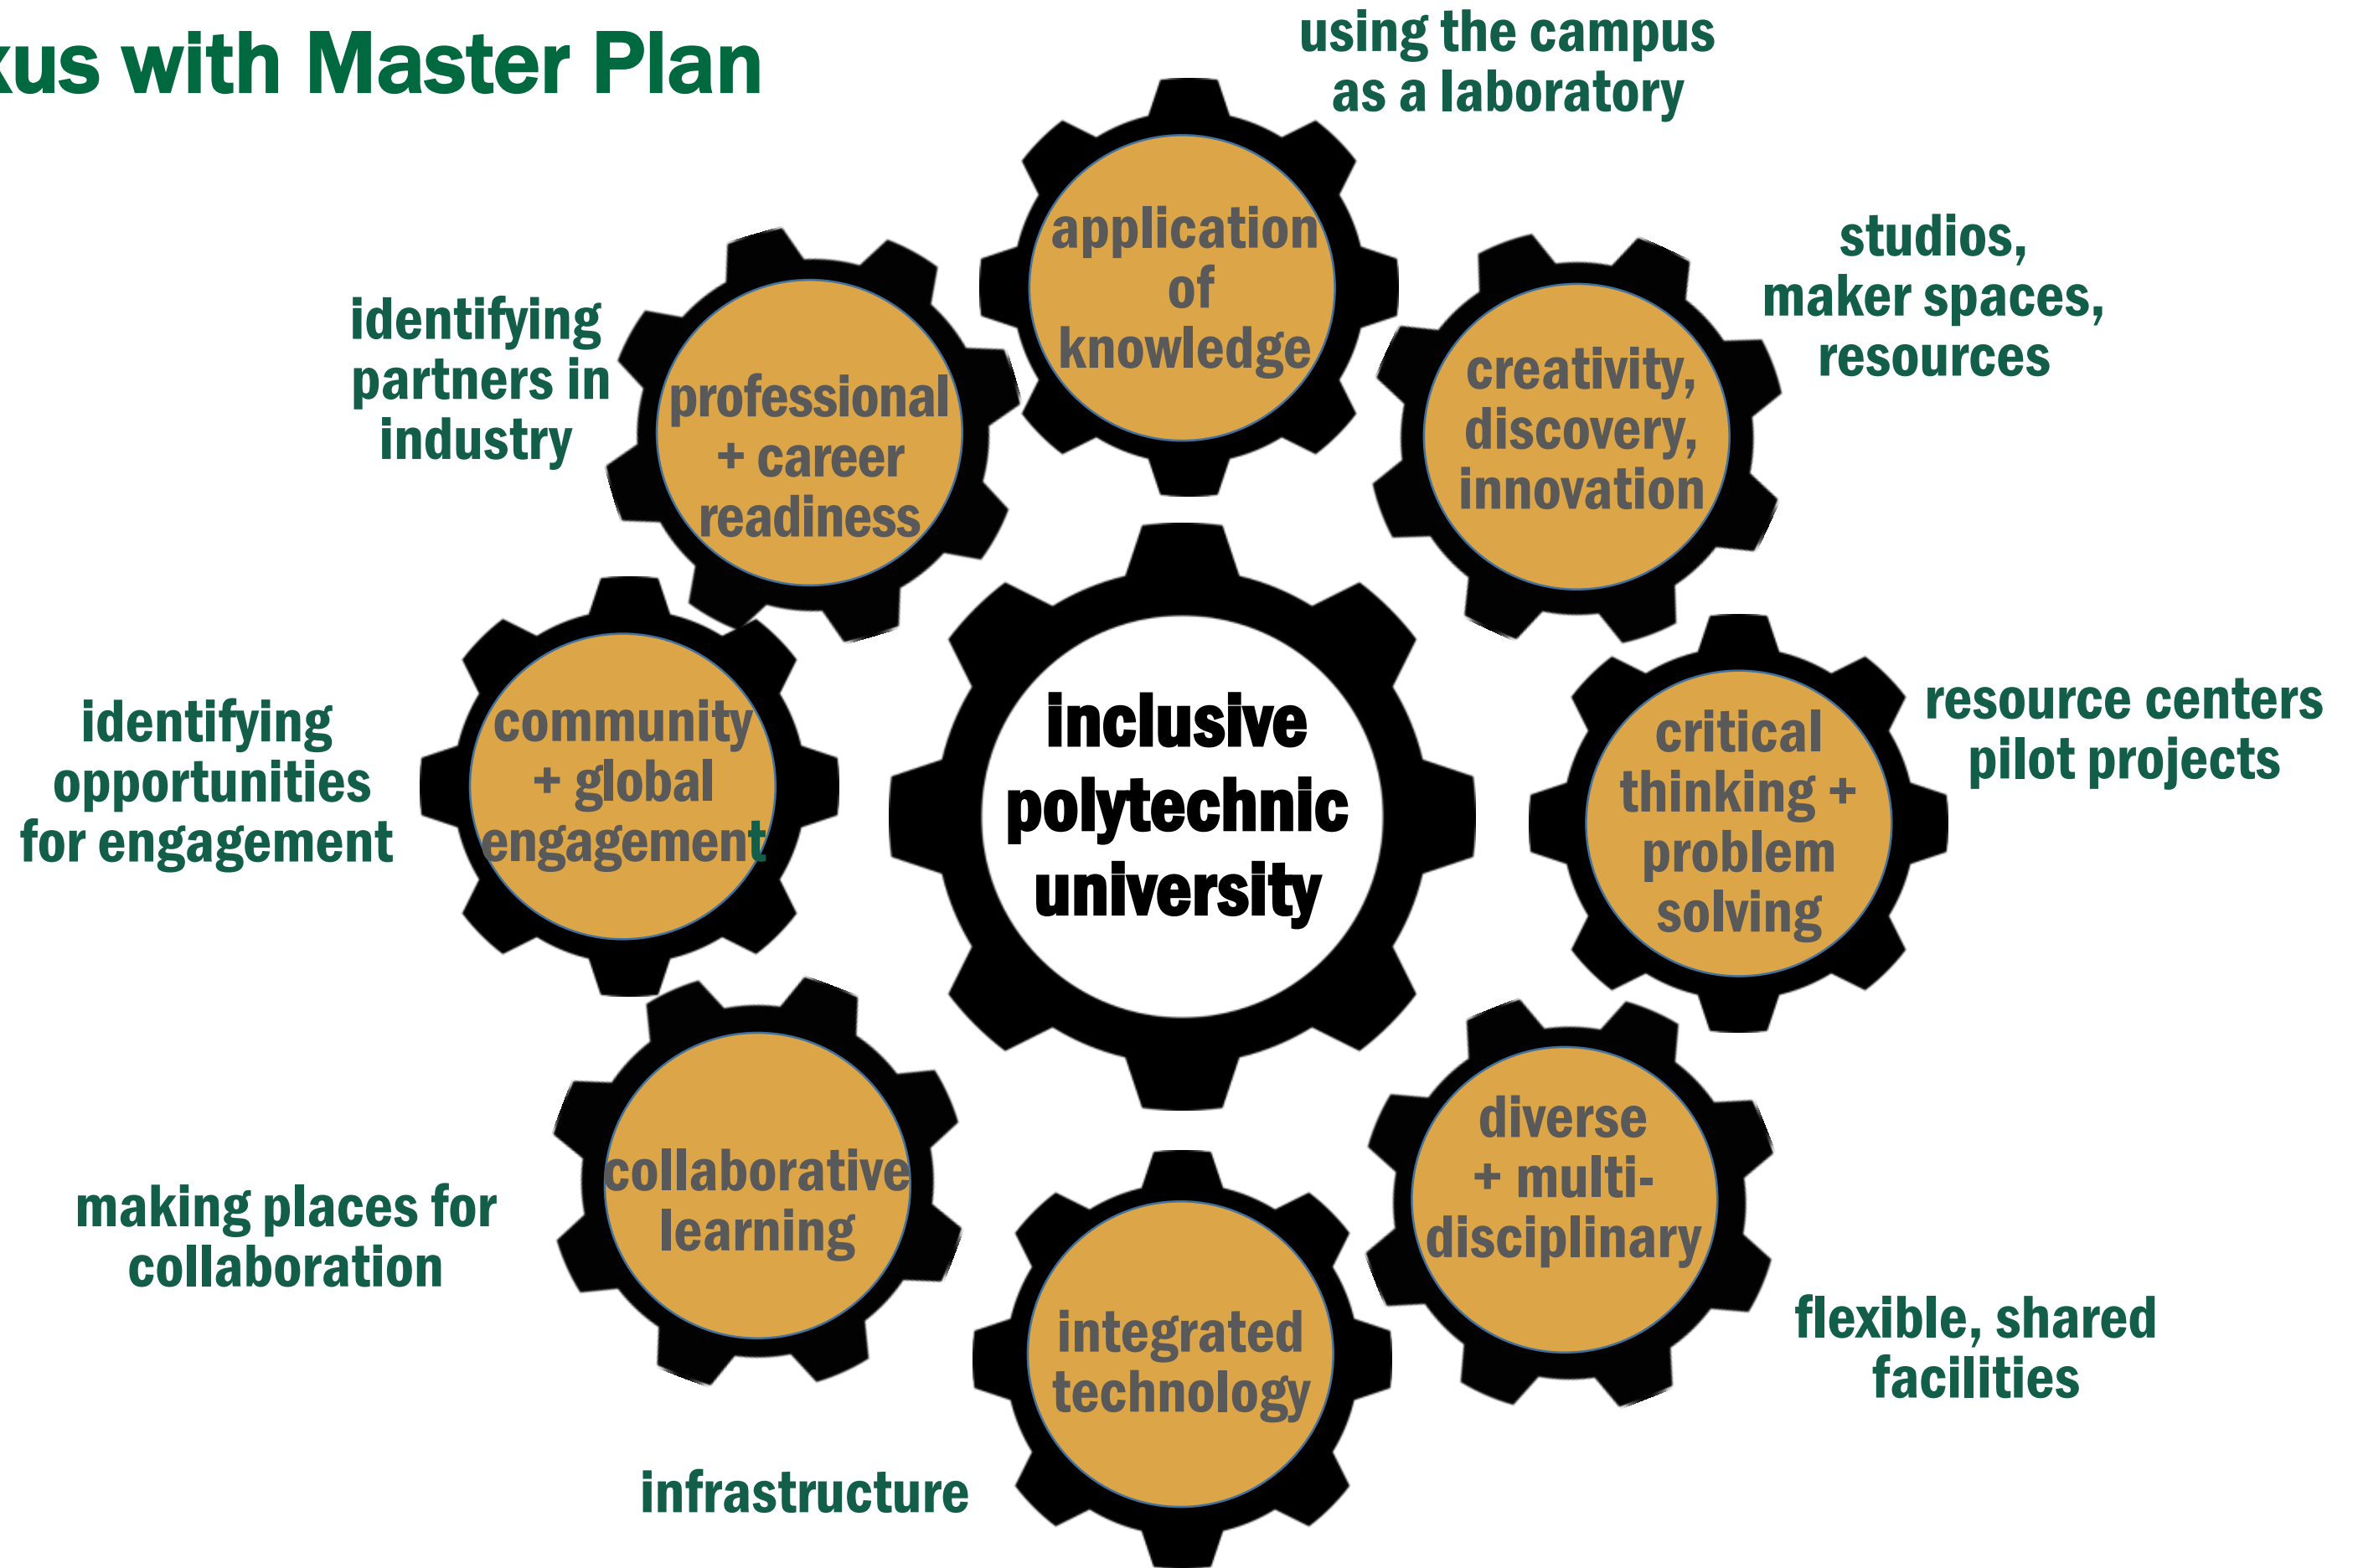 xus with Master Plan
using the campus
as a laboratory
application
of
knowledge
studios,
maker spaces,
resources
creativity,
discovery,
innovation
identifying
partners in
industry
professional
+ career
readiness
inclusive
polytechnic
university
resource centers
pilot projects
critical
thinking +
problem
solving
identifying
opportunities
for engagement
community
+ global
engagement
diverse
+ multi-
disciplinary
flexible, shared
facilities
making places for
collaboration
collaborative
learning
integrated
technology
infrastructure